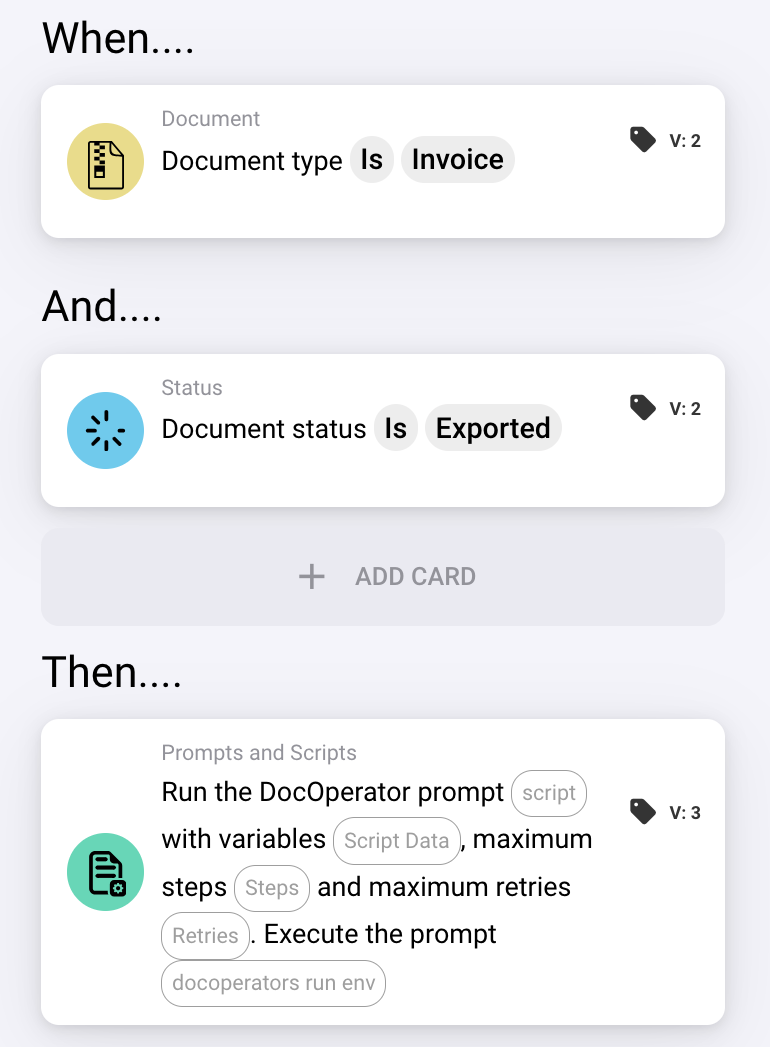 When....
Document
Document type Is Invoice
V: 2
And....
Status
Document status Is Exported
V: 2
ADD CARD
Then....
Prompts and Scripts
Run the DocOperator prompt script
V: 3
with variables Script Data, maximum
steps Steps and maximum retries
Retries. Execute the prompt
docoperators run env